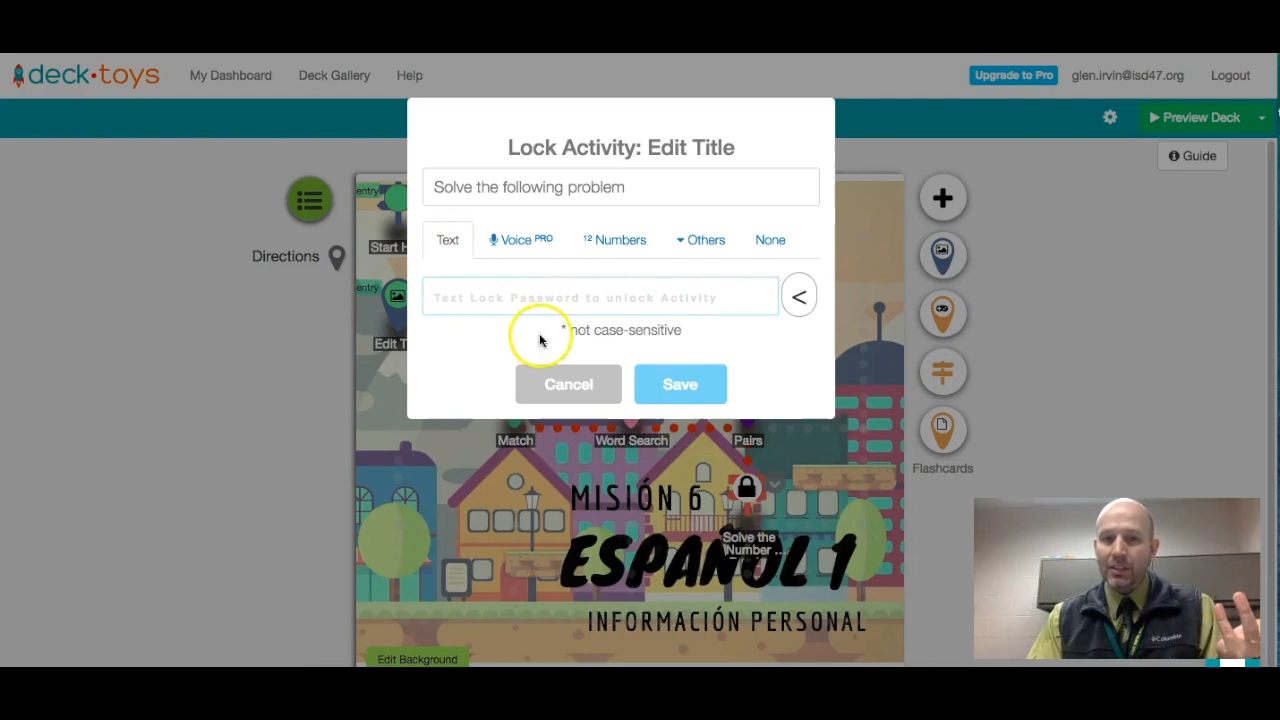 deck•toys
My Dashboard
Deck Gallery
Help
Upgrade to Pro
glen.irvin@isd47.org
Logout
Preview Deck
Guide
Lock Activity: Edit Title
Solve the following problem
Text
Voice PRO
12 Numbers
Others
None
Text Lock Password to unlock Activity
<
* not case-sensitive
Cancel
Save
entry
Start H
Directions
entry
Edit T
Match
Word Search
Pairs
Flashcards
Solve the
Number ...
MISIÓN 6
ESPAÑOL 1
INFORMACIÓN PERSONAL
Edit Background